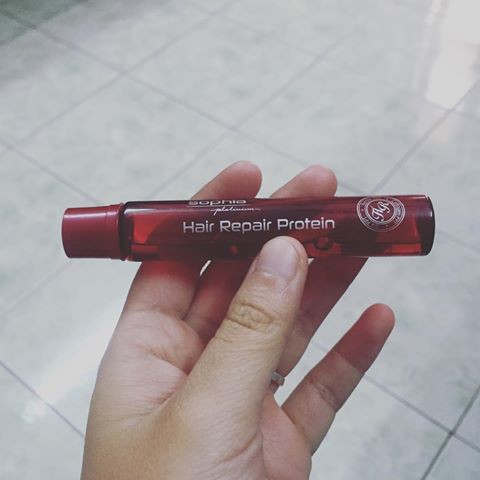 sophia
platinum
Hair Repair Protein